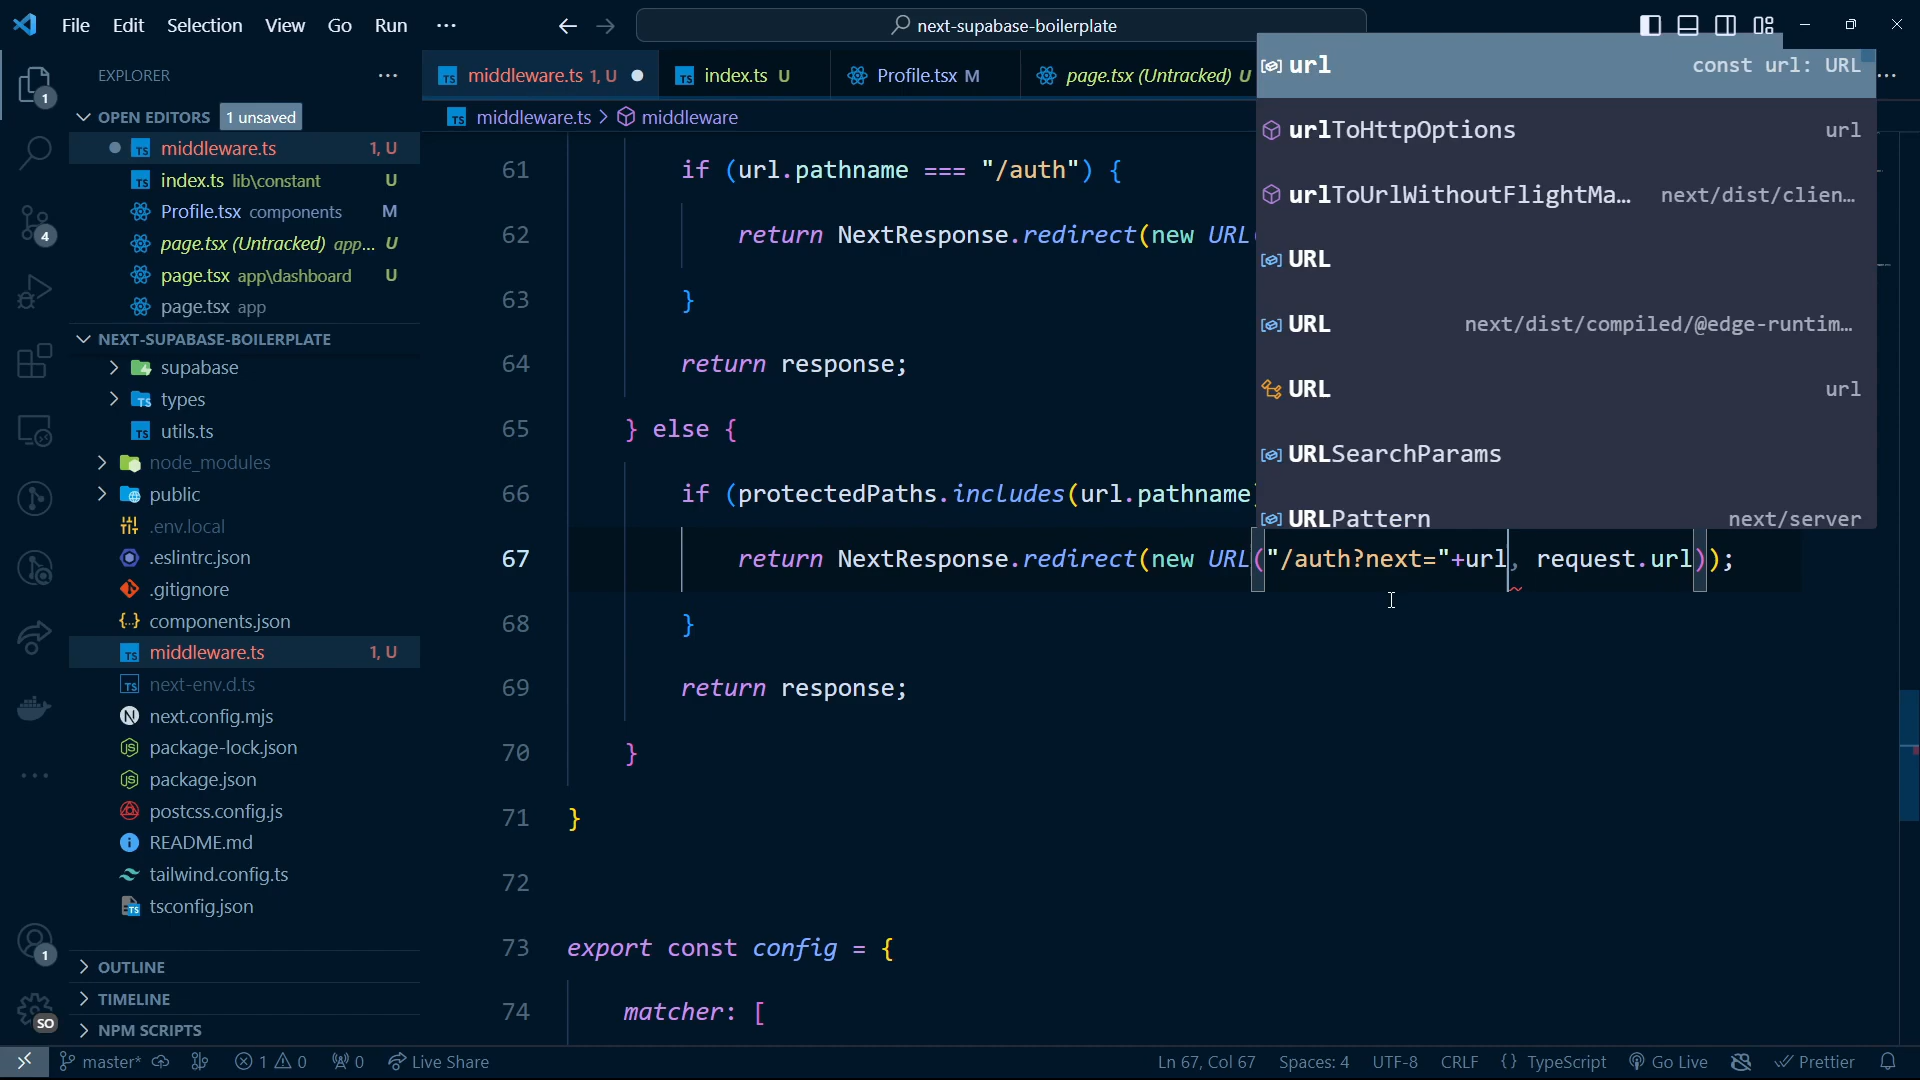 File Edit Selection View Go Run ···
next-supabase-boilerplate
EXPLORER
OPEN EDITORS 1 unsaved
middleware.ts 1, U
index.ts lib\constant U
Profile.tsx components M
page.tsx (Untracked) app... U
page.tsx app\dashboard U
page.tsx app
NEXT-SUPABASE-BOILERPLATE
supabase
types
utils.ts
node_modules
public
.env.local
.eslintrc.json
.gitignore
components.json
middleware.ts 1, U
next-env.d.ts
next.config.mjs
package-lock.json
package.json
postcss.config.js
README.md
tailwind.config.ts
tsconfig.json
OUTLINE
TIMELINE
NPM SCRIPTS
1
4
1
SO
middleware.ts 1, U index.ts U Profile.tsx M page.tsx (Untracked) U
middleware.ts > middleware
61 if (url.pathname === "/auth") {
62 return NextResponse.redirect(new URL(
63 }
64 return response;
65 } else {
66 if (protectedPaths.includes(url.pathname)
67 return NextResponse.redirect(new URL("/auth?next="+url, request.url));
68 }
69 return response;
70 }
71 }
72
73 export const config = {
74 matcher: [
url const url: URL
urlToHttpOptions url
urlToUrlWithoutFlightMa... next/dist/clien...
URL
URL next/dist/compiled/@edge-runtim...
URL url
URLSearchParams
URLPattern next/server
master* 1 0 0 Live Share Ln 67, Col 67 Spaces: 4 UTF-8 CRLF {} TypeScript Go Live Prettier